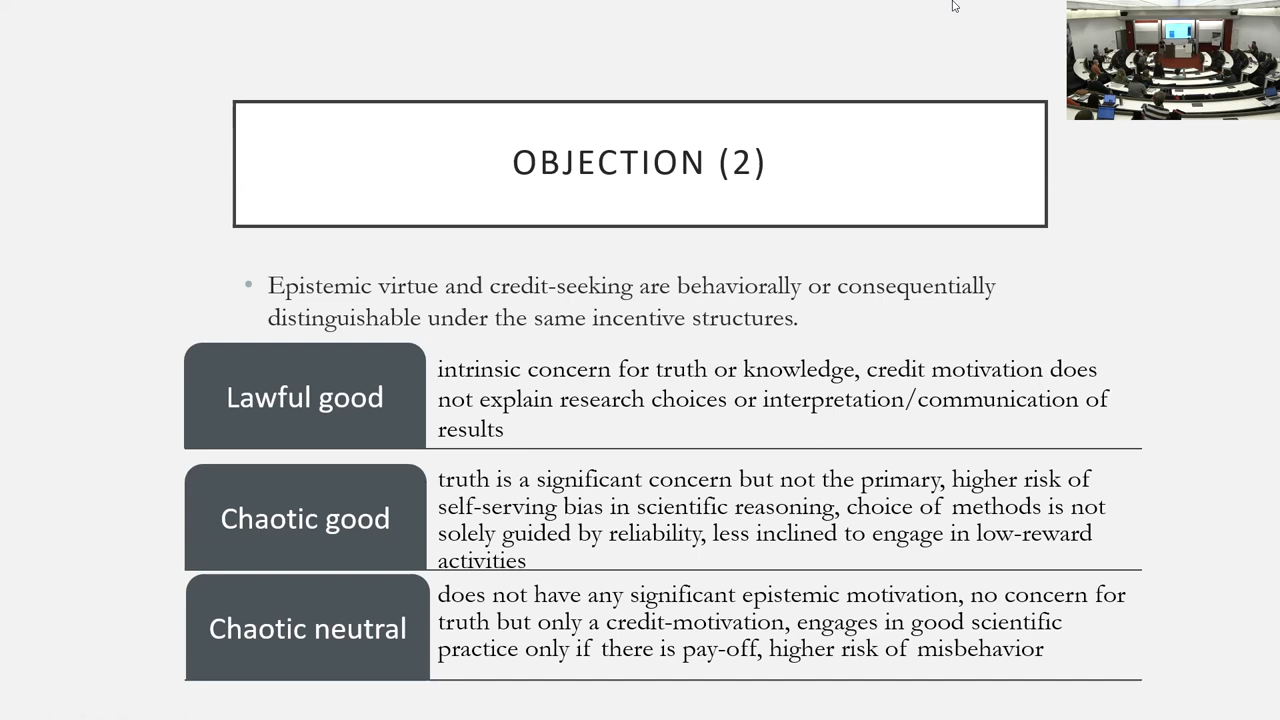 OBJECTION (2)
• Epistemic virtue and credit-seeking are behaviorally or consequentially
distinguishable under the same incentive structures.
Lawful good
intrinsic concern for truth or knowledge, credit motivation does
not explain research choices or interpretation/communication of
results
Chaotic good
truth is a significant concern but not the primary, higher risk of
self-serving bias in scientific reasoning, choice of methods is not
solely guided by reliability, less inclined to engage in low-reward
activities
Chaotic neutral
does not have any significant epistemic motivation, no concern for
truth but only a credit-motivation, engages in good scientific
practice only if there is pay-off, higher risk of misbehavior